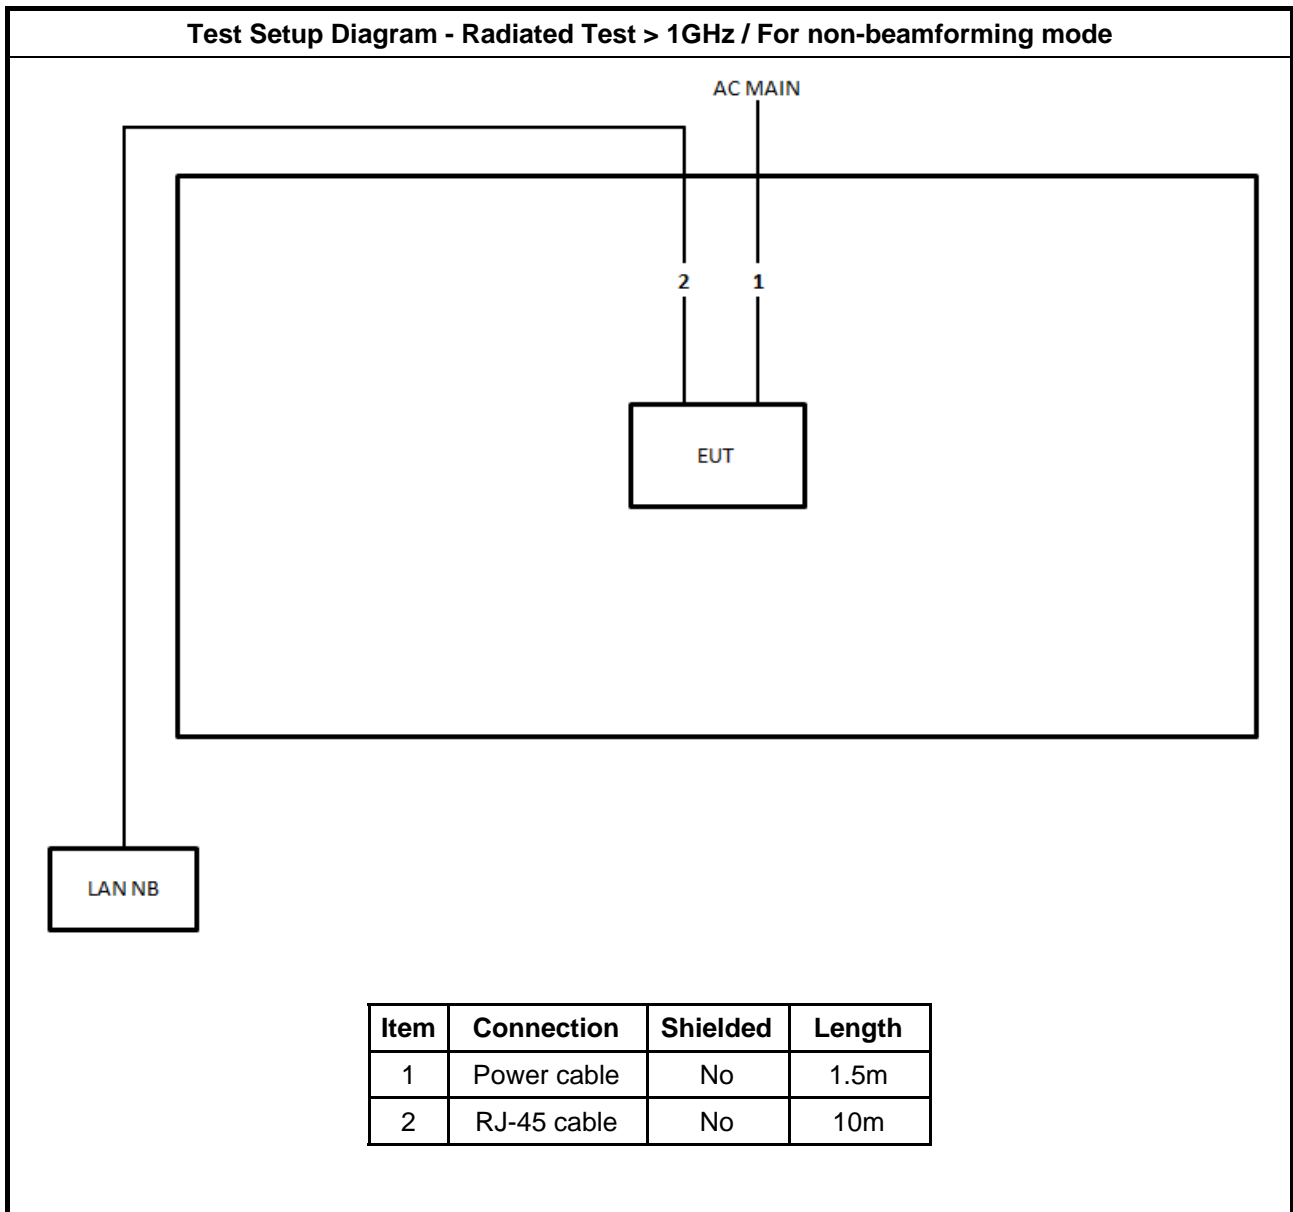 Test Setup Diagram - Radiated Test > 1GHz / For non-beamforming mode
AC MAIN
2 1
EUT
LAN NB
Item Connection Shielded Length
1 Power cable No 1.5m
2 RJ-45 cable No 10m